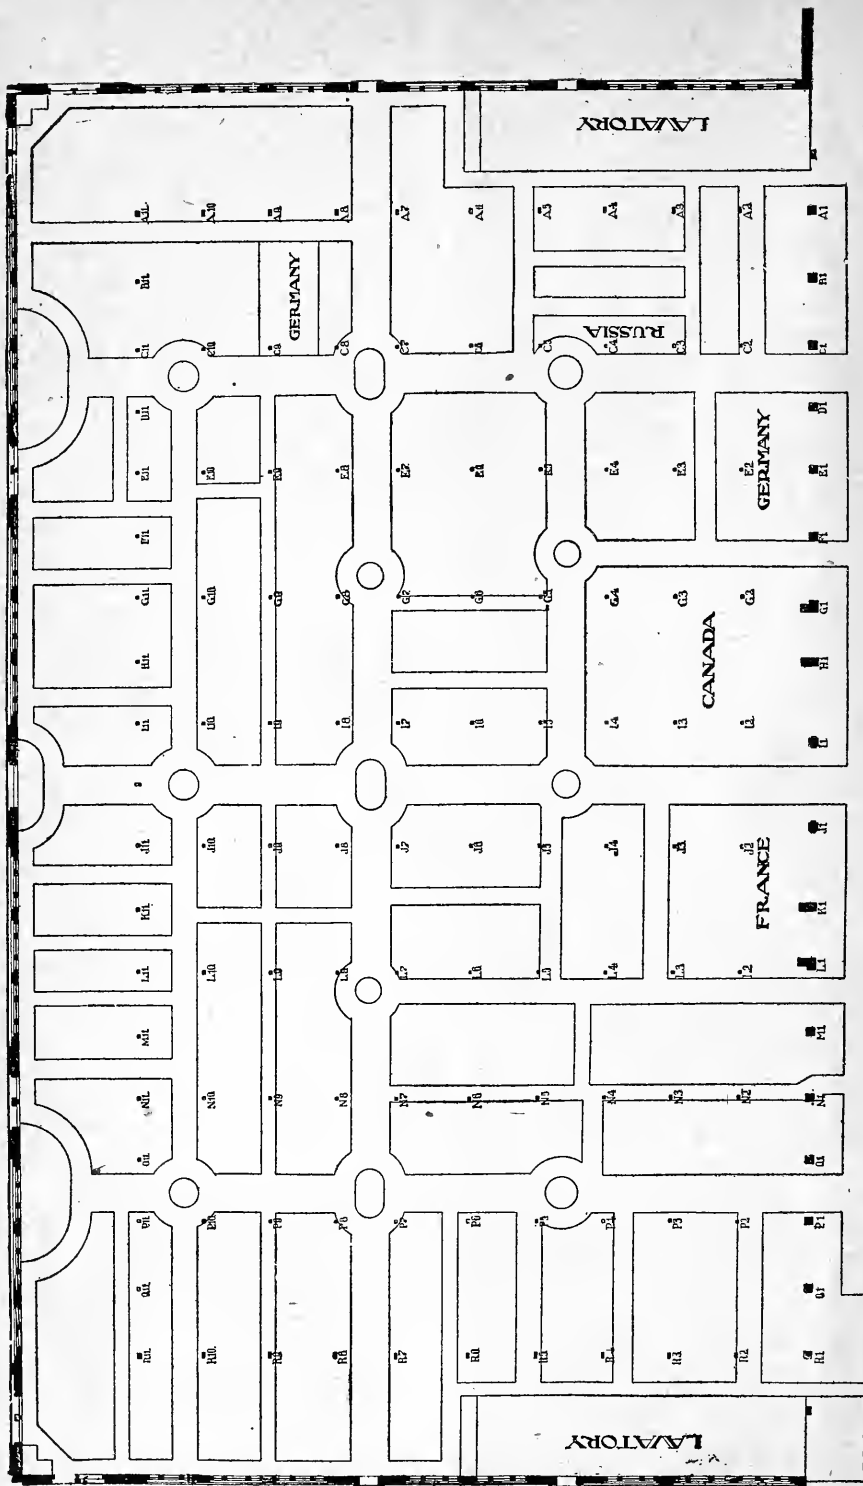 LAVATORY
A11 A10 A9 A8 A7 A6 A5 A4 A3 A2 A1
B11 GERMANY B1
RUSSIA
C11 C10 C9 C8 C7 C5 C4 C3 C2 C1
D11 GERMANY D1
E11 E10 E9 E8 E7 E6 E5 E4 E3 E2 E1
F11 F1
G11 G10 G9 G8 G7 G6 G5 G4 G3 G2 G1
H11 CANADA H1
I11 I10 I9 I8 I7 I6 I5 I4 I3 I2 I1
J11 J10 J9 J8 J7 J6 J5 J4 J3 J2 J1
K11 FRANCE K1
L11 L10 L9 L8 L7 L6 L5 L4 L3 L2 L1
M11 M1
N11 N10 N9 N8 N7 N6 N5 N4 N3 N2 N1
O11 O1
P11 P10 P9 P8 P7 P6 P5 P4 P3 P2 P1
Q11 Q1
R11 R10 R9 R8 R7 R6 R5 R4 R3 R2 R1
LAVATORY